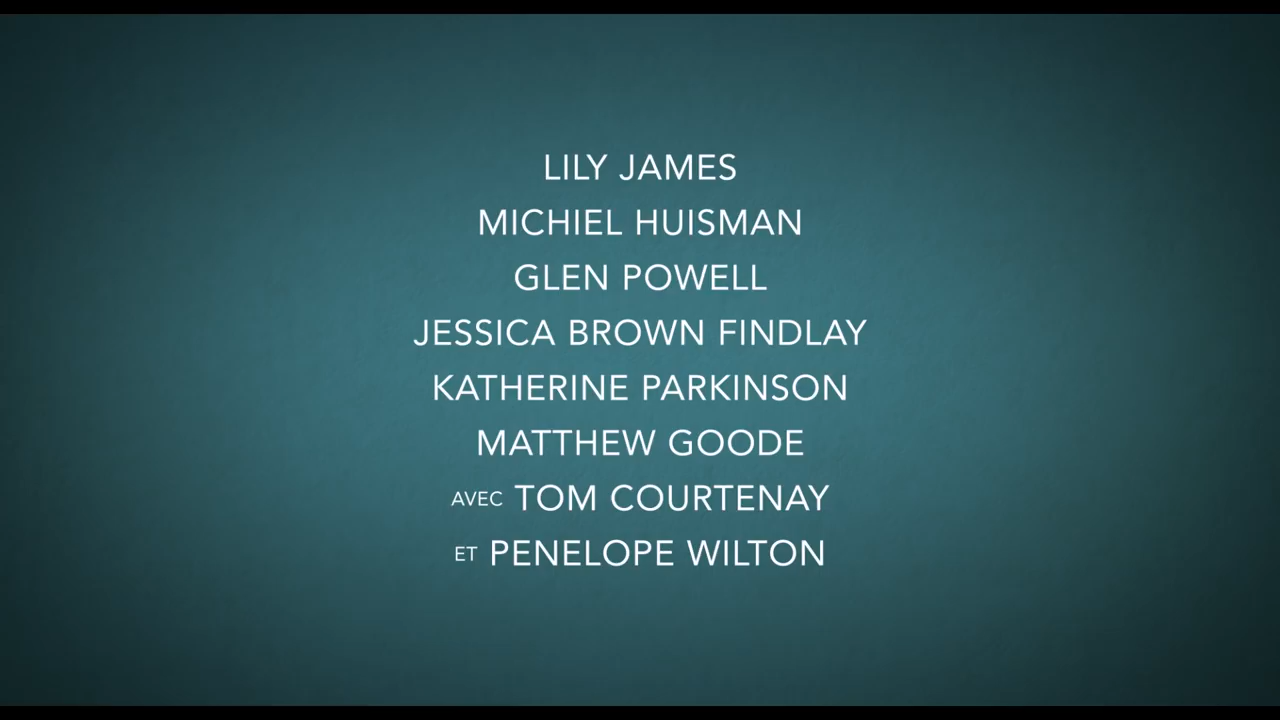 LILY JAMES
MICHIEL HUISMAN
GLEN POWELL
JESSICA BROWN FINDLAY
KATHERINE PARKINSON
MATTHEW GOODE
AVEC TOM COURTENAY
ET PENELOPE WILTON